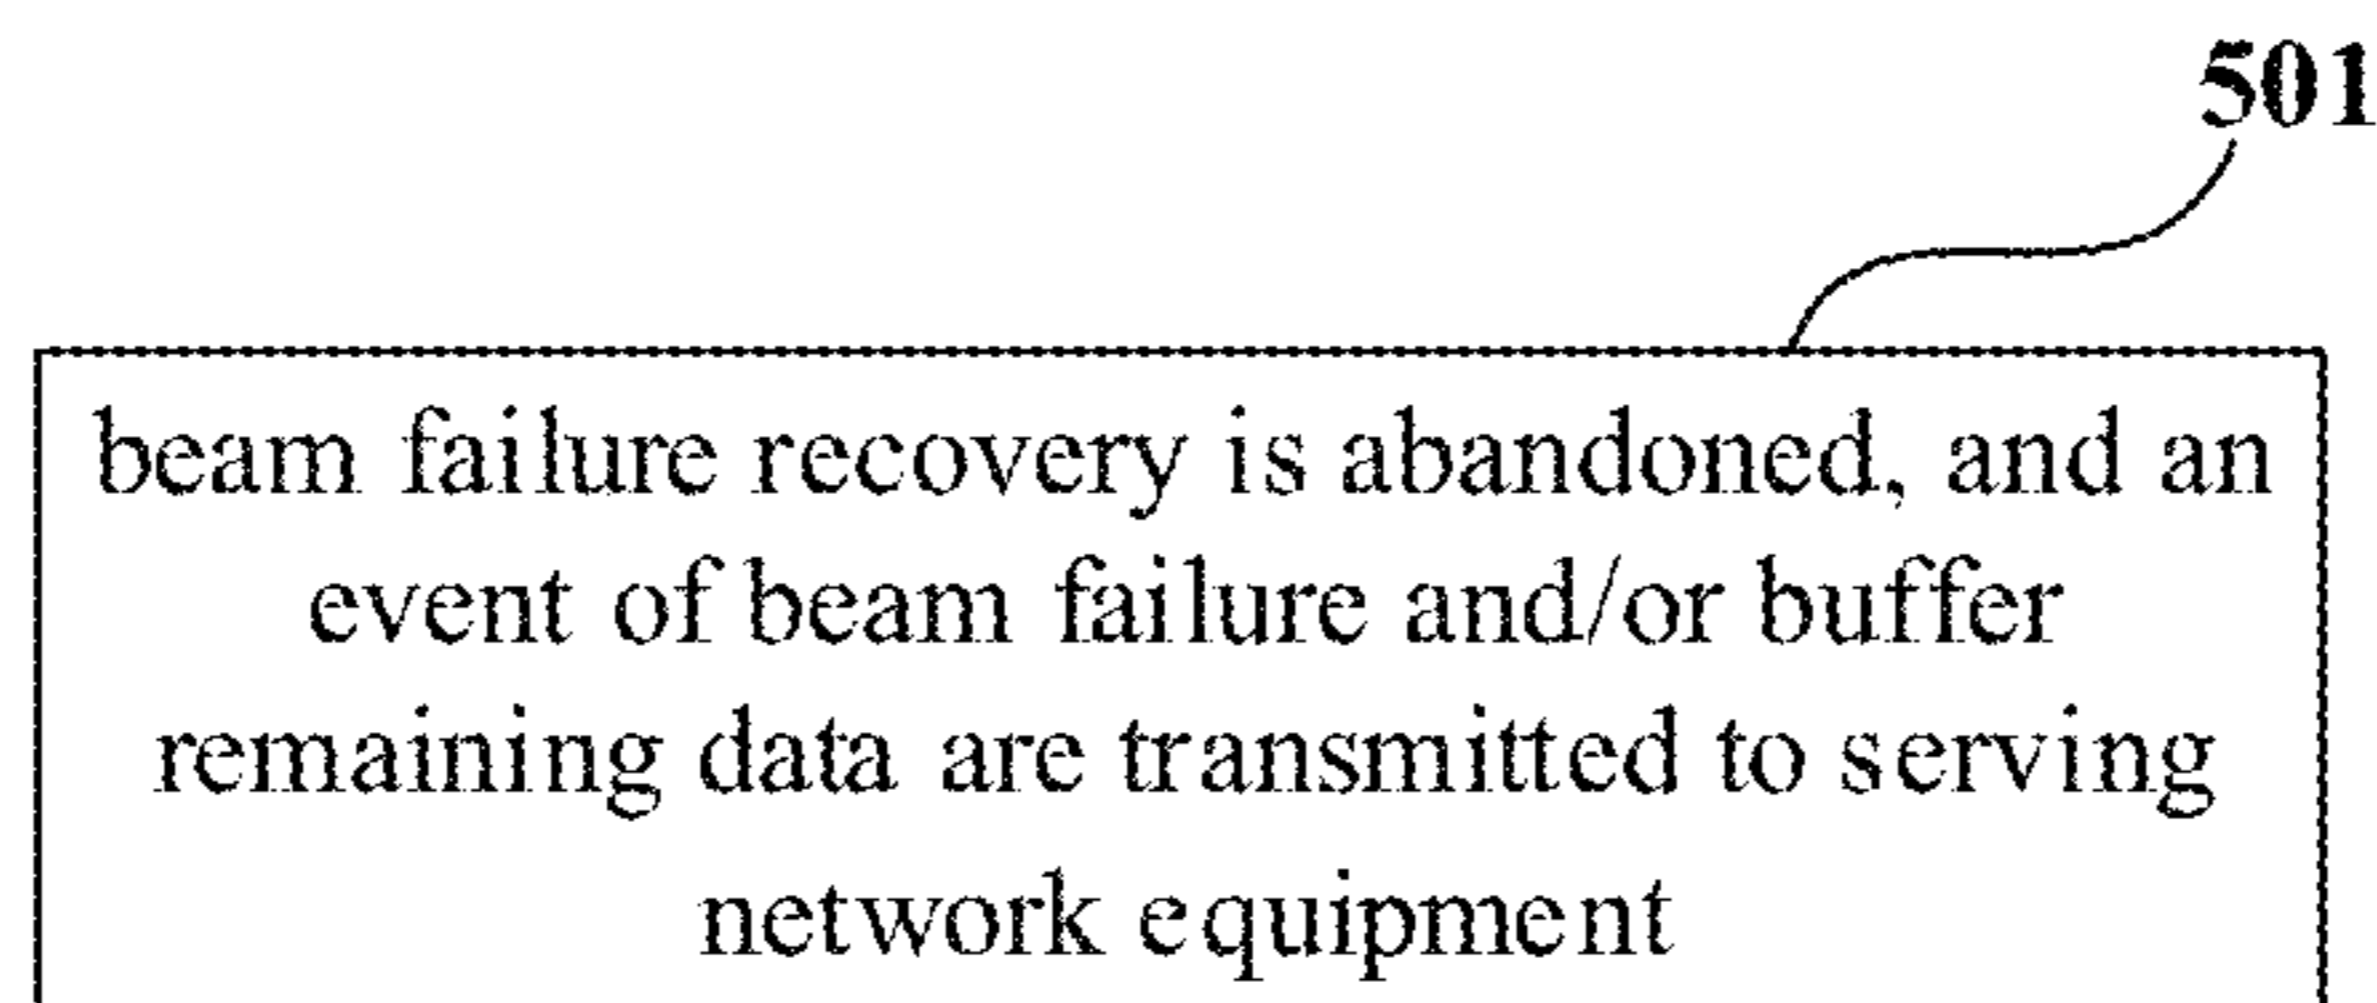 501
beam failure recovery is abandoned, and an
event of beam failure and/or buffer
remaining data are transmitted to serving
network equipment